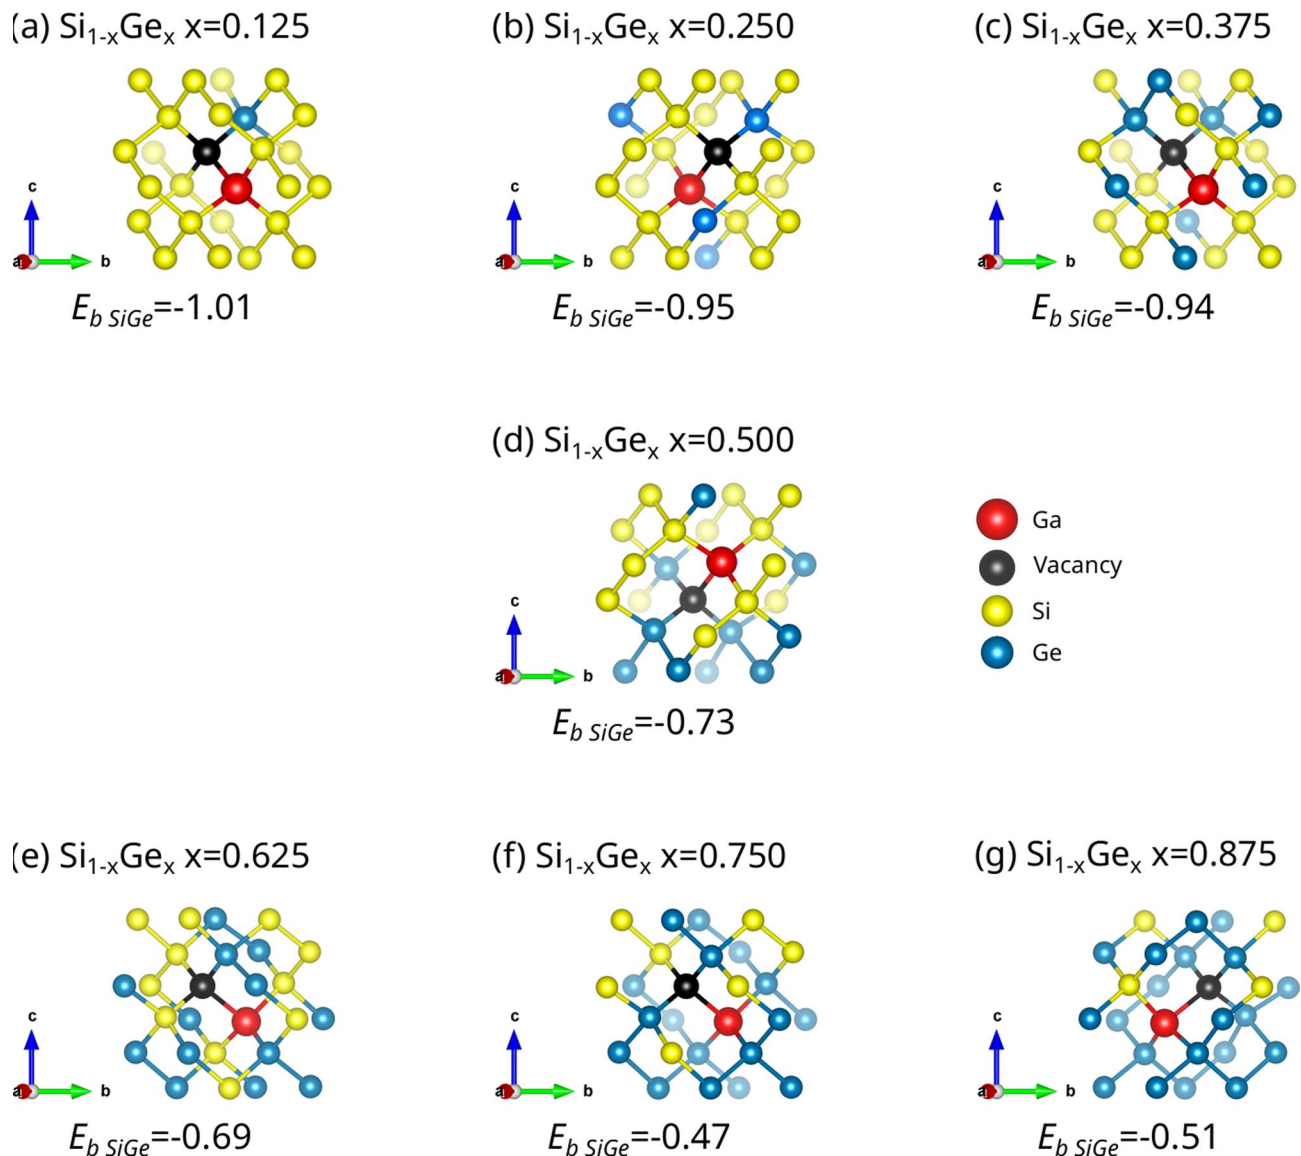 (a) Si1-xGex x=0.125
(b) Si1-xGex x=0.250
(c) Si1-xGex x=0.375
c
a
b
c
a
b
c
a
b
Eb SiGe=-1.01
Eb SiGe=-0.95
Eb SiGe=-0.94
(d) Si1-xGex x=0.500
c
a
b
Ga
Vacancy
Si
Ge
Eb SiGe=-0.73
(e) Si1-xGex x=0.625
(f) Si1-xGex x=0.750
(g) Si1-xGex x=0.875
c
a
b
c
a
b
c
a
b
Eb SiGe=-0.69
Eb SiGe=-0.47
Eb SiGe=-0.51